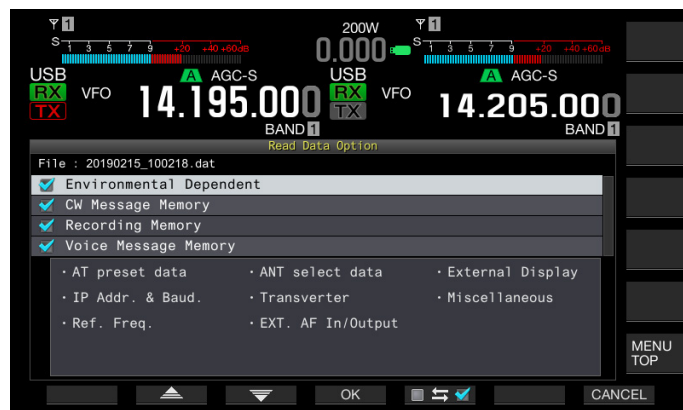 1 200W 1
S 1 3 5 7 9 +20 +40 +60dB 0.000 S 1 3 5 7 9 +20 +40 +60dB
USB A AGC-S USB A AGC-S
RX VFO 14.195.000 RX VFO 14.205.000
TX TX
BAND 1 BAND 1
Read Data Option
File : 20190215_100218.dat
Environmental Dependent
CW Message Memory
Recording Memory
Voice Message Memory
・AT preset data ・ANT select data ・External Display
・IP Addr. & Baud. ・Transverter ・Miscellaneous
・Ref. Freq. ・EXT. AF In/Output
MENU
TOP
OK CANCEL